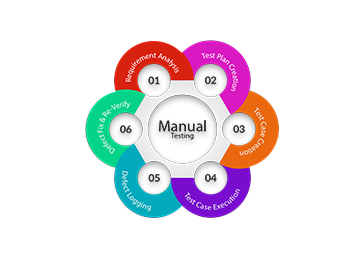 Requirement Analysis
01
Test Plan Creation
02
Test Case Creation
03
Test Case Execution
04
Defect Logging
05
Defect Fix & Re-Verify
06
Manual
Testing